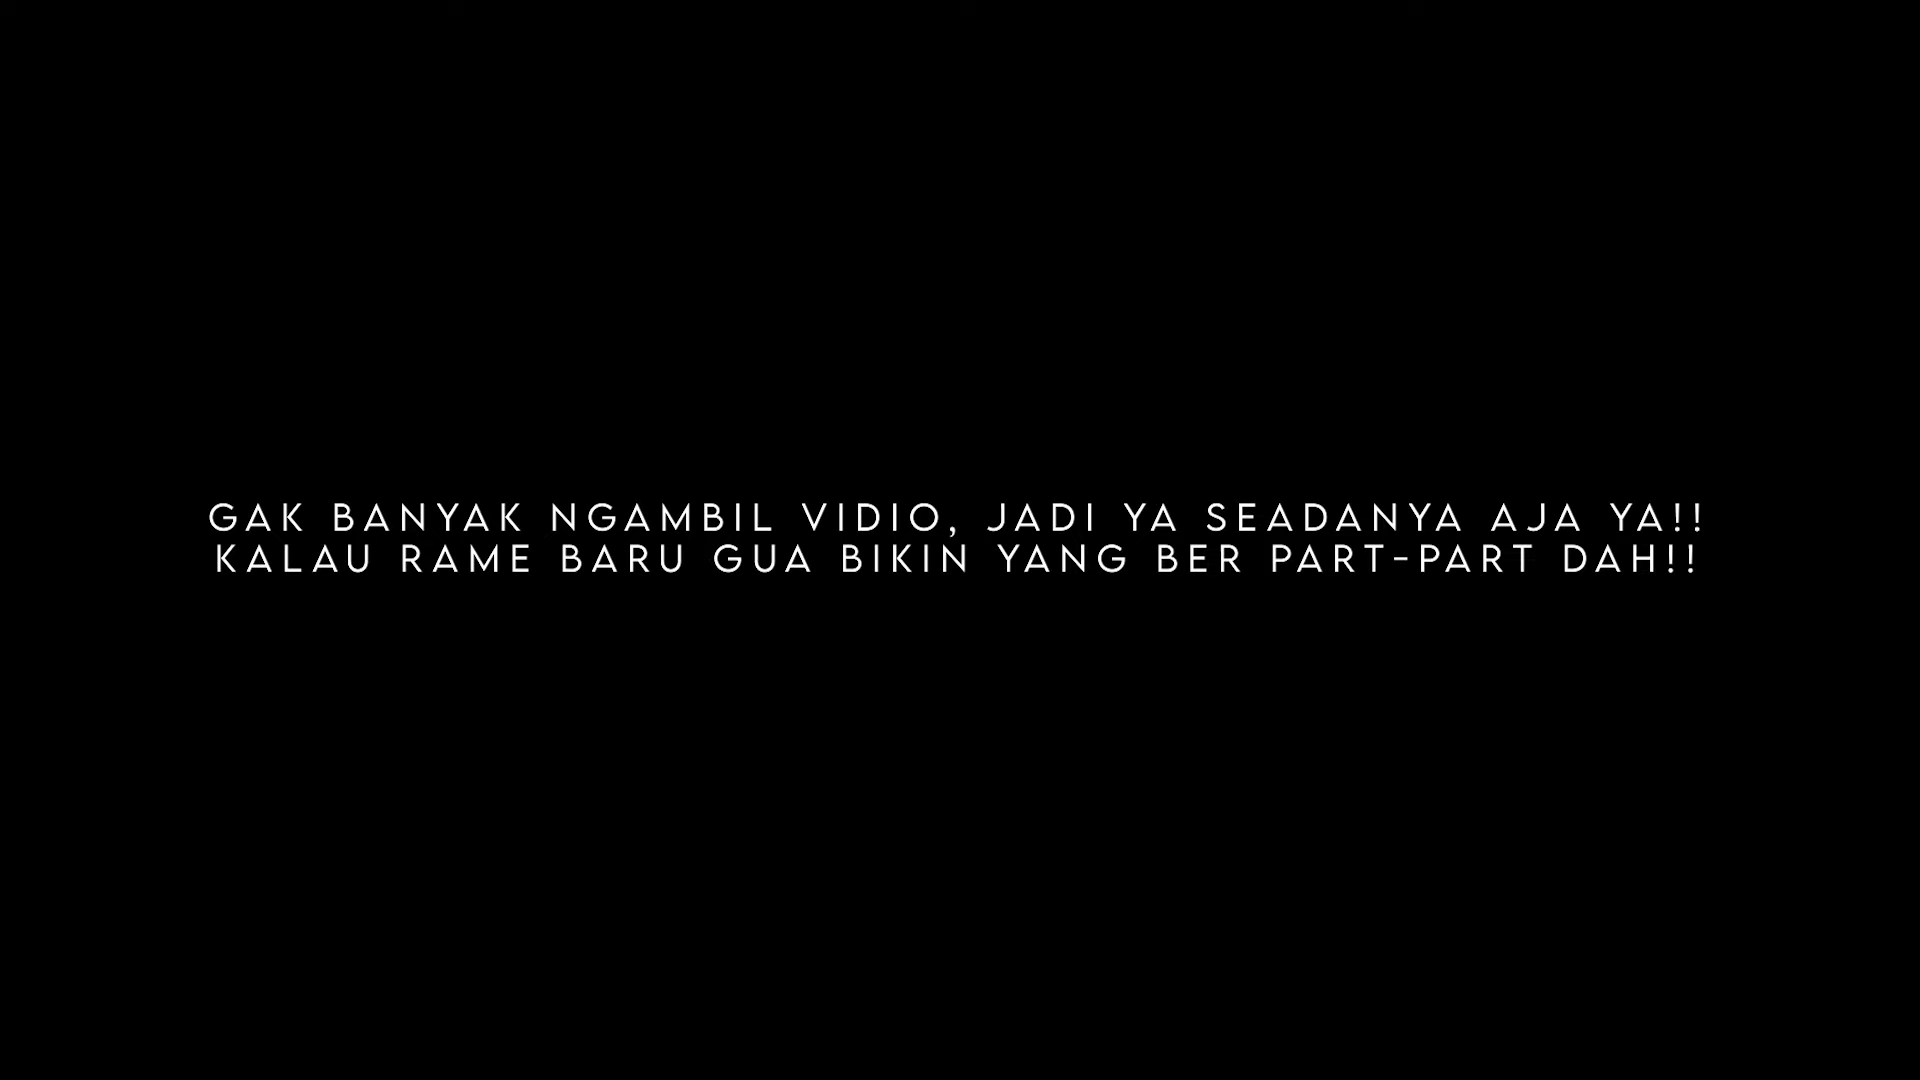 GAK BANYAK NGAMBIL VIDIO, JADI YA SEADANYA AJA YA!!
KALAU RAME BARU GUA BIKIN YANG BER PART-PART DAH!!